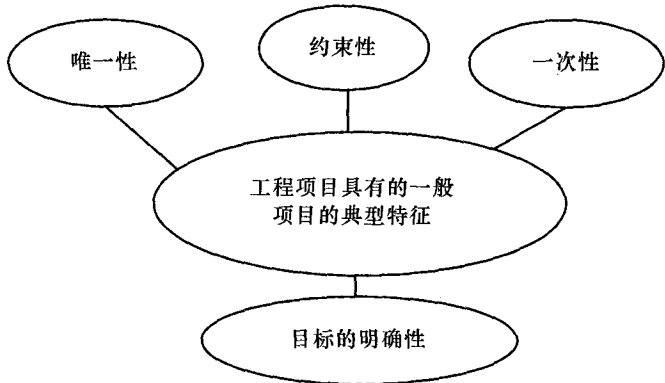 唯一性
约束性
一次性
工程项目具有的一般
项目的典型特征
目标的明确性